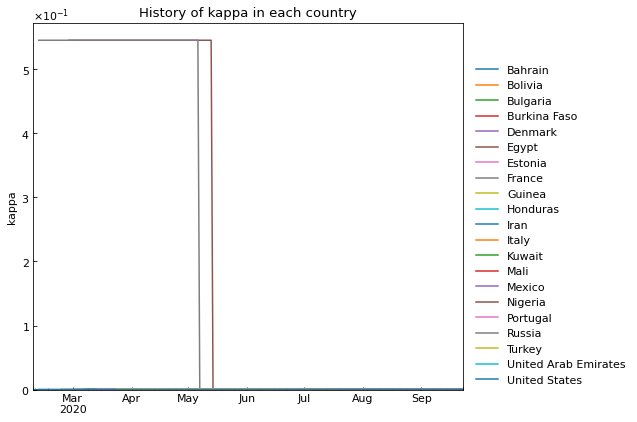 History of kappa in each country
×10⁻¹
5
4
3
2
1
0
kappa
Mar
2020
Apr
May
Jun
Jul
Aug
Sep
Bahrain
Bolivia
Bulgaria
Burkina Faso
Denmark
Egypt
Estonia
France
Guinea
Honduras
Iran
Italy
Kuwait
Mali
Mexico
Nigeria
Portugal
Russia
Turkey
United Arab Emirates
United States